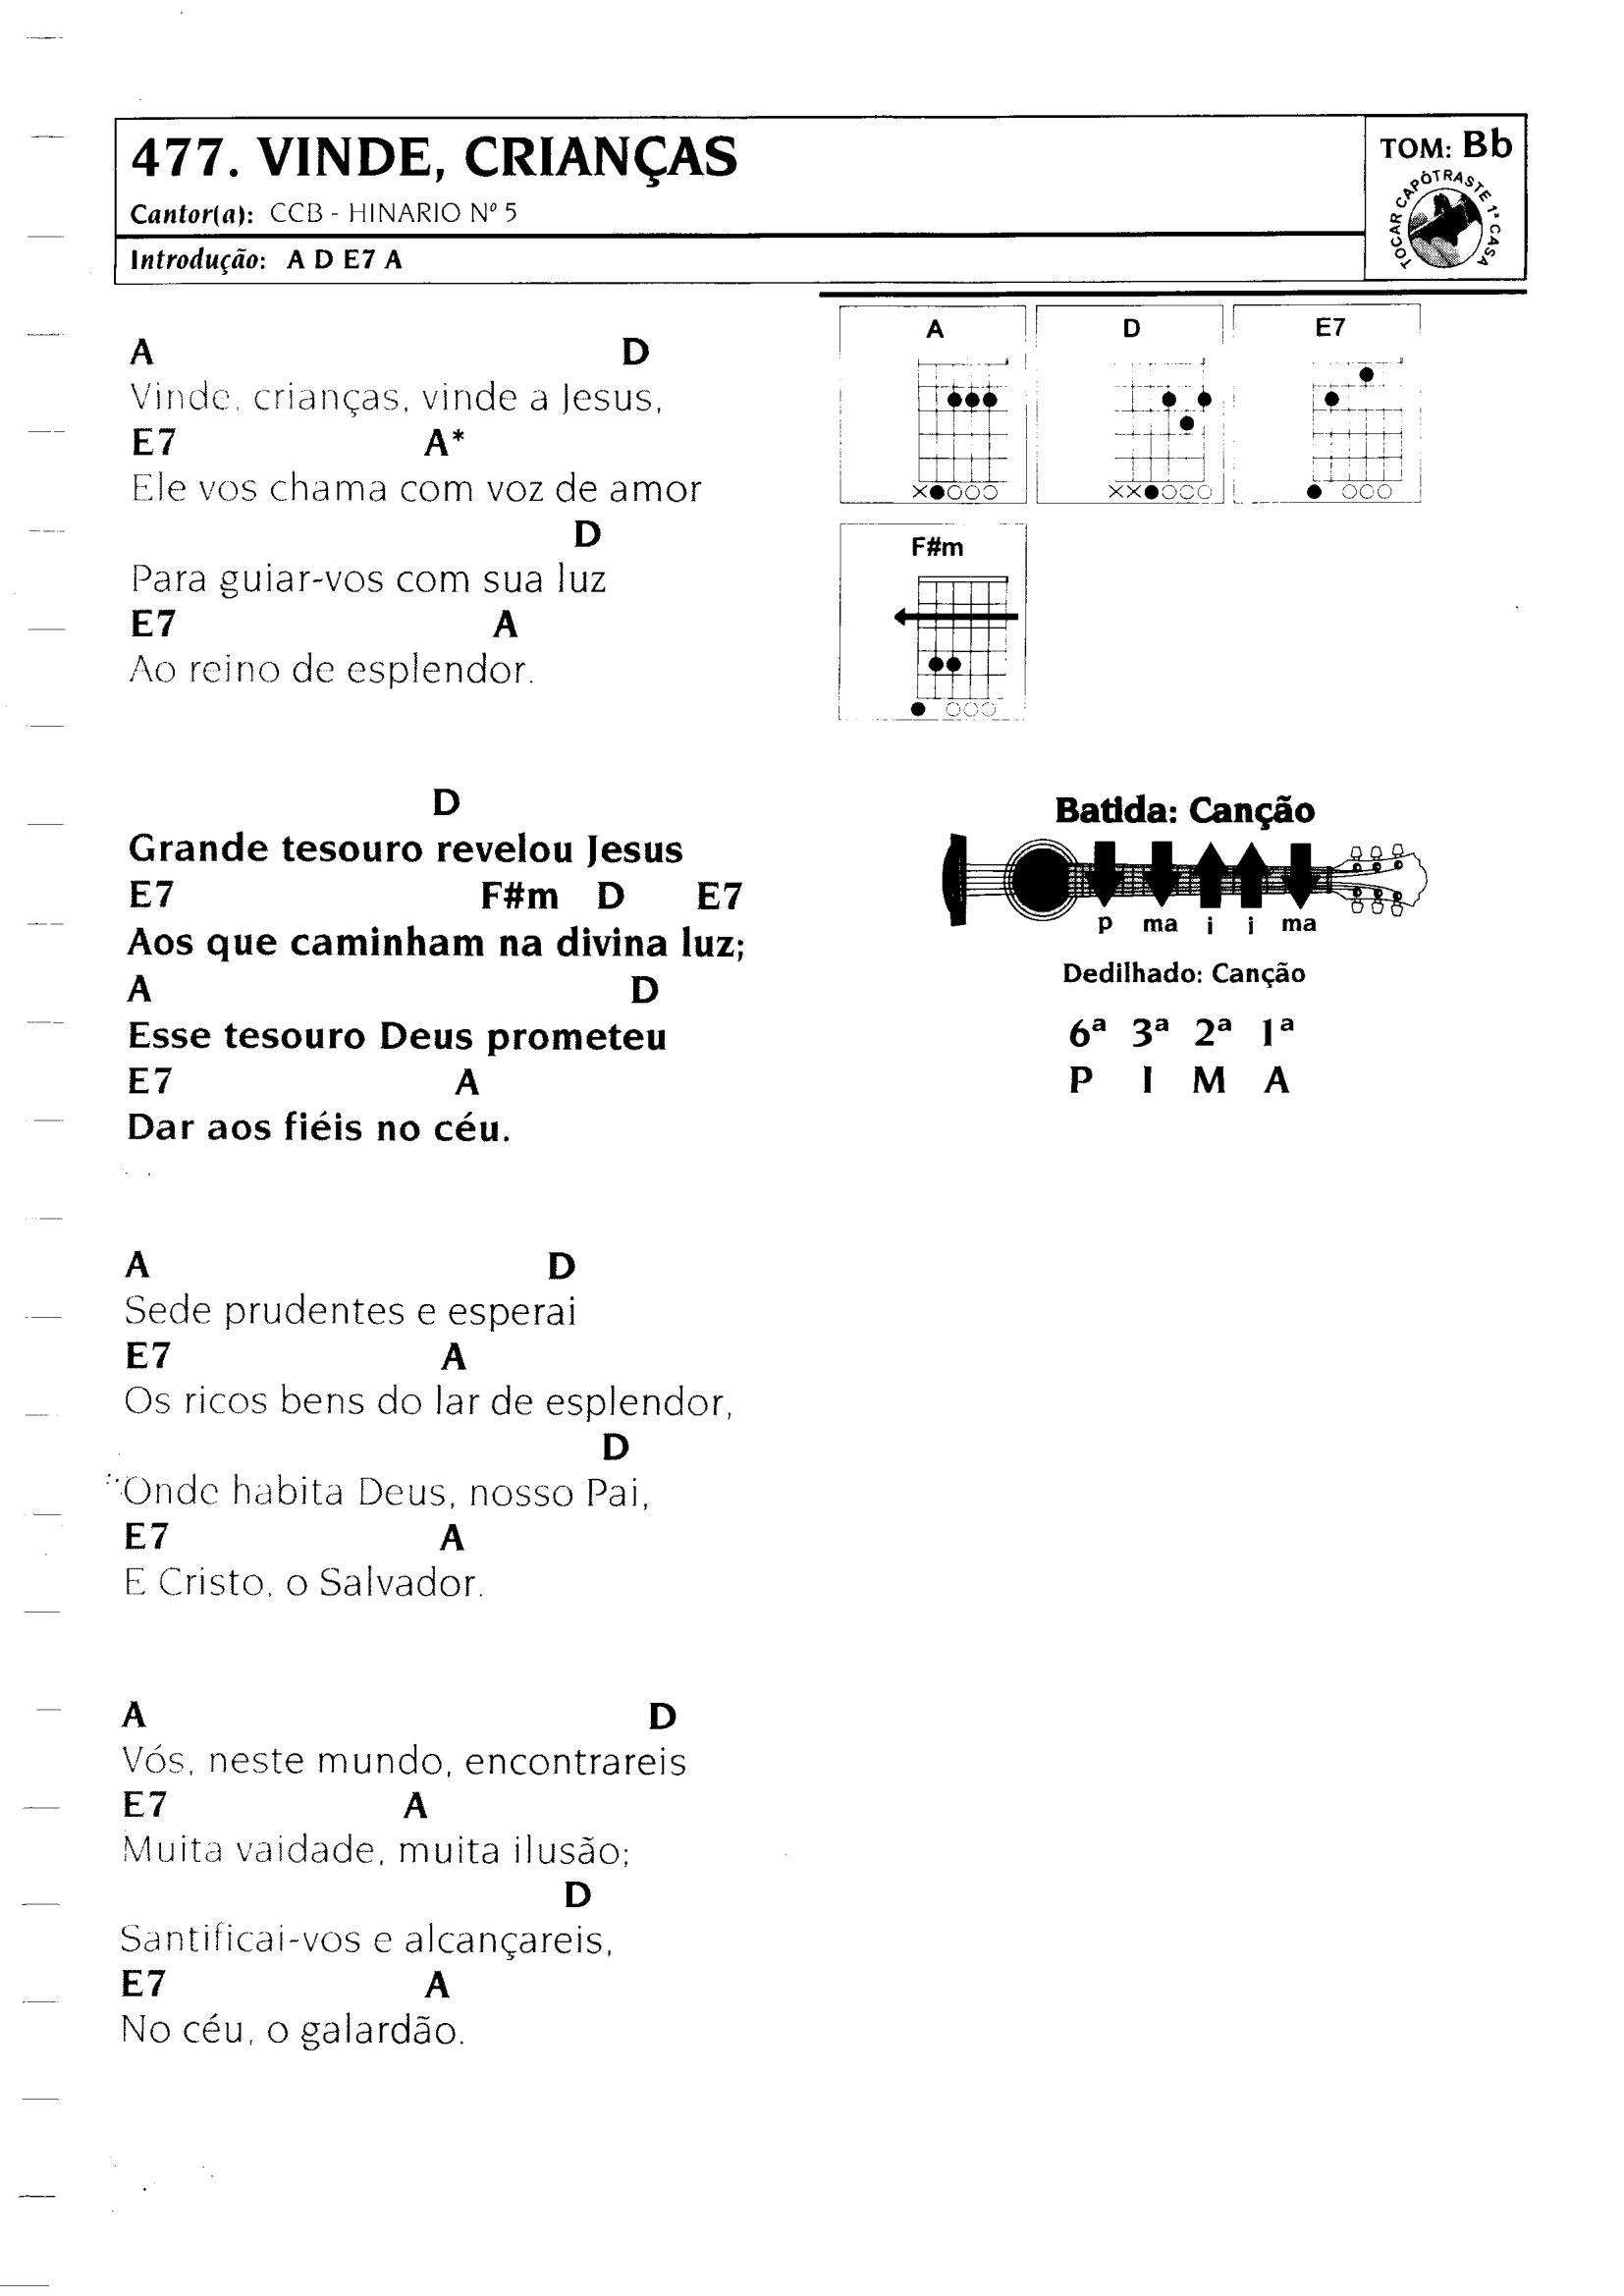 477. VINDE, CRIANÇAS
Cantor(a): CCB - HINARIO Nº 5
Introdução: A D E7 A
TOM: Bb
TOCAR CAPÔTRASTE 1ª CASA
A D
Vinde, crianças, vinde a Jesus,
E7 A*
Ele vos chama com voz de amor
D
Para guiar-vos com sua luz
E7 A
Ao reino de esplendor.
D
Grande tesouro revelou Jesus
E7 F#m D E7
Aos que caminham na divina luz;
A D
Esse tesouro Deus prometeu
E7 A
Dar aos fiéis no céu.
A D
Sede prudentes e esperai
E7 A
Os ricos bens do lar de esplendor,
D
Onde habita Deus, nosso Pai,
E7 A
E Cristo, o Salvador.
A D
Vós, neste mundo, encontrareis
E7 A
Muita vaidade, muita ilusão;
D
Santificai-vos e alcançareis,
E7 A
No céu, o galardão.
A D E7
F#m
Batida: Canção
p ma i i ma
Dedilhado: Canção
6ª 3ª 2ª 1ª
P I M A